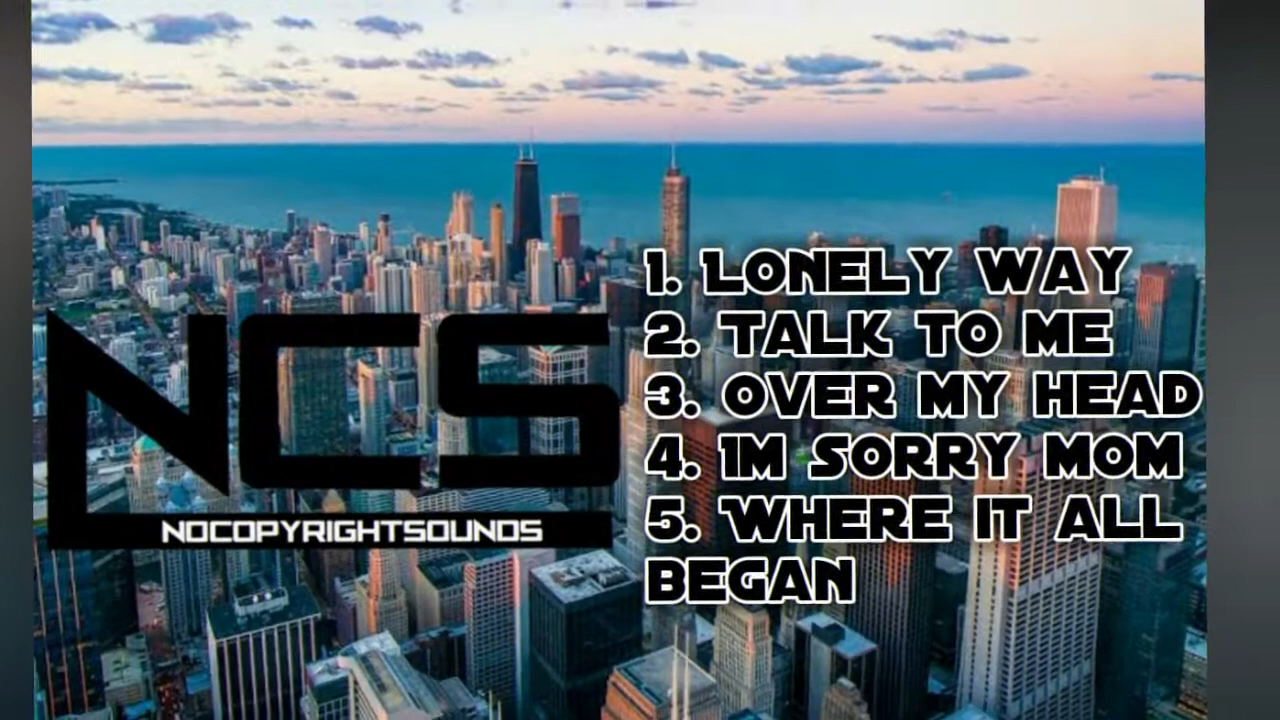 NCS
NOCOPYRIGHTSOUNDS
1. LONELY WAY
2. TALK TO ME
3. OVER MY HEAD
4. IM SORRY MOM
5. WHERE IT ALL
BEGAN